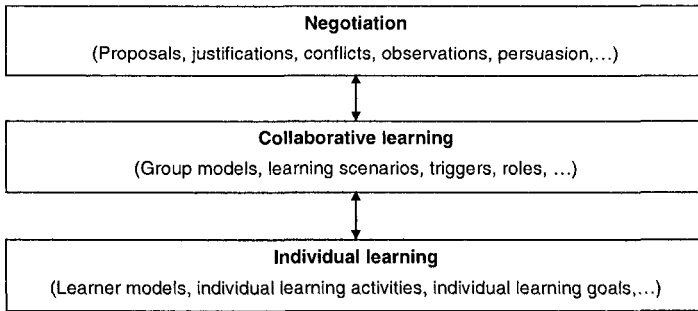 Negotiation
(Proposals, justifications, conflicts, observations, persuasion,...)
Collaborative learning
(Group models, learning scenarios, triggers, roles, ...)
Individual learning
(Learner models, individual learning activities, individual learning goals,...)